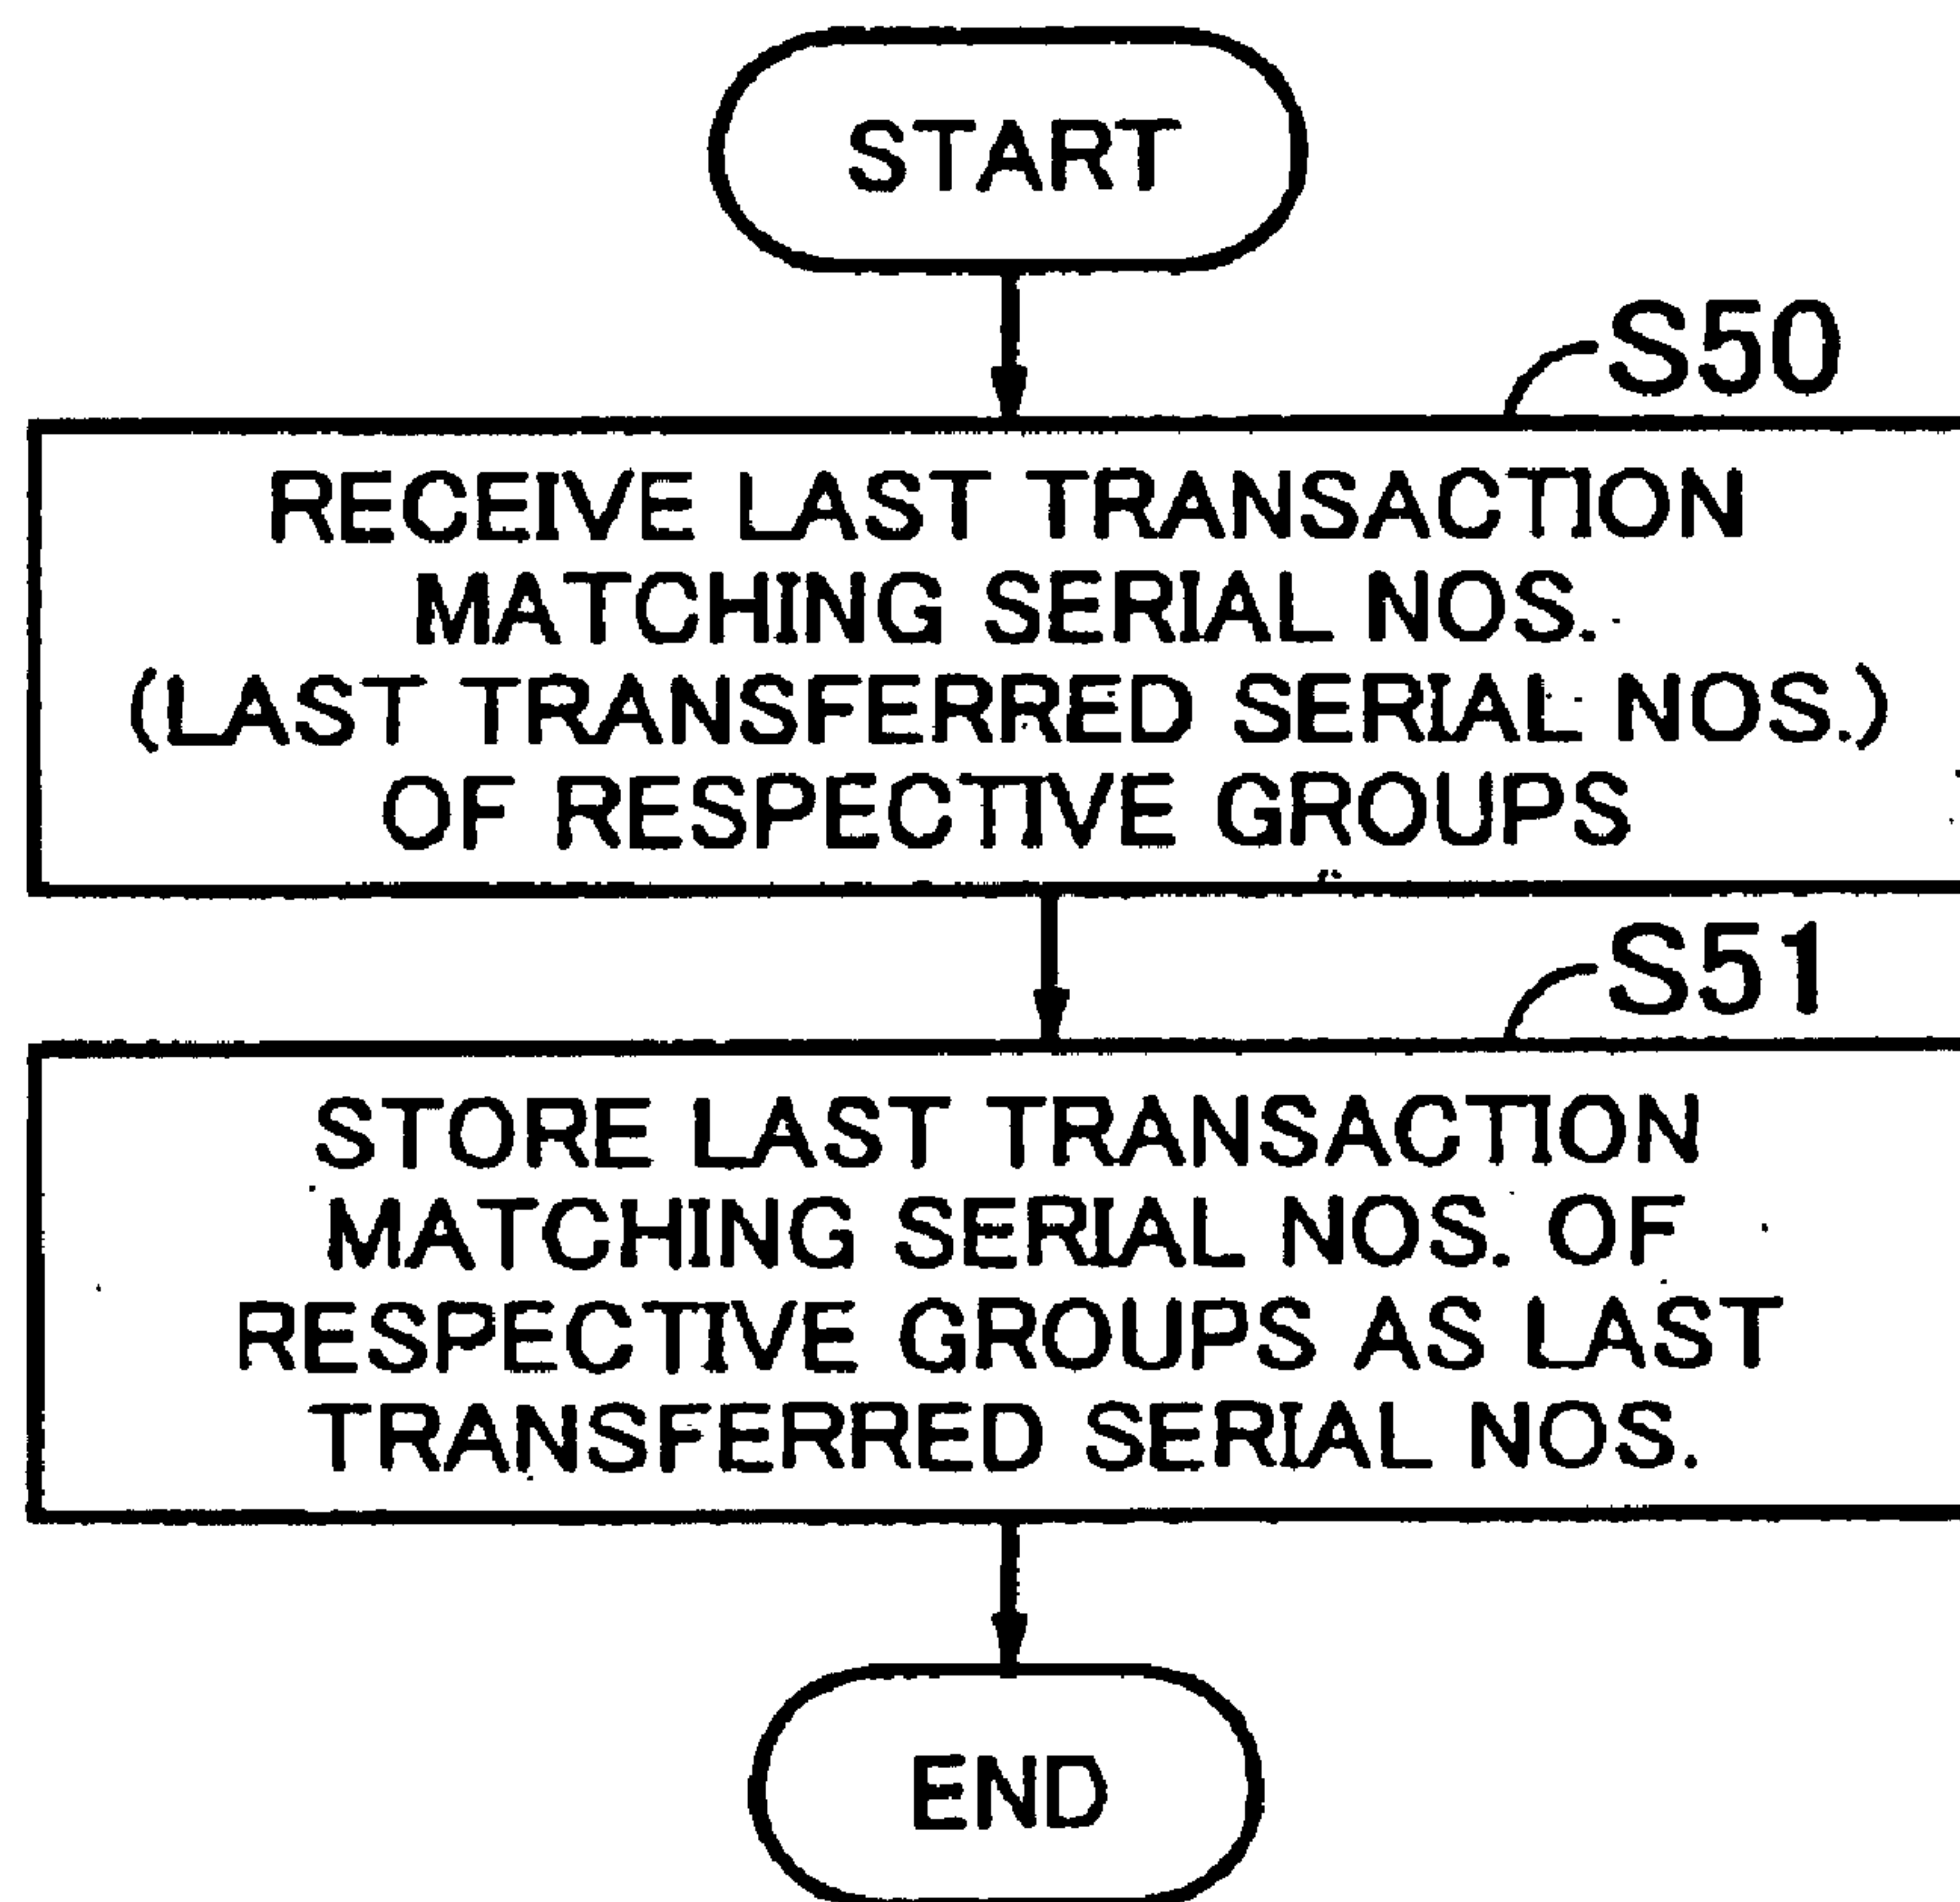 START
S50
RECEIVE LAST TRANSACTION
MATCHING SERIAL NOS.
(LAST TRANSFERRED SERIAL NOS.)
OF RESPECTIVE GROUPS
S51
STORE LAST TRANSACTION
MATCHING SERIAL NOS. OF
RESPECTIVE GROUPS AS LAST
TRANSFERRED SERIAL NOS.
END